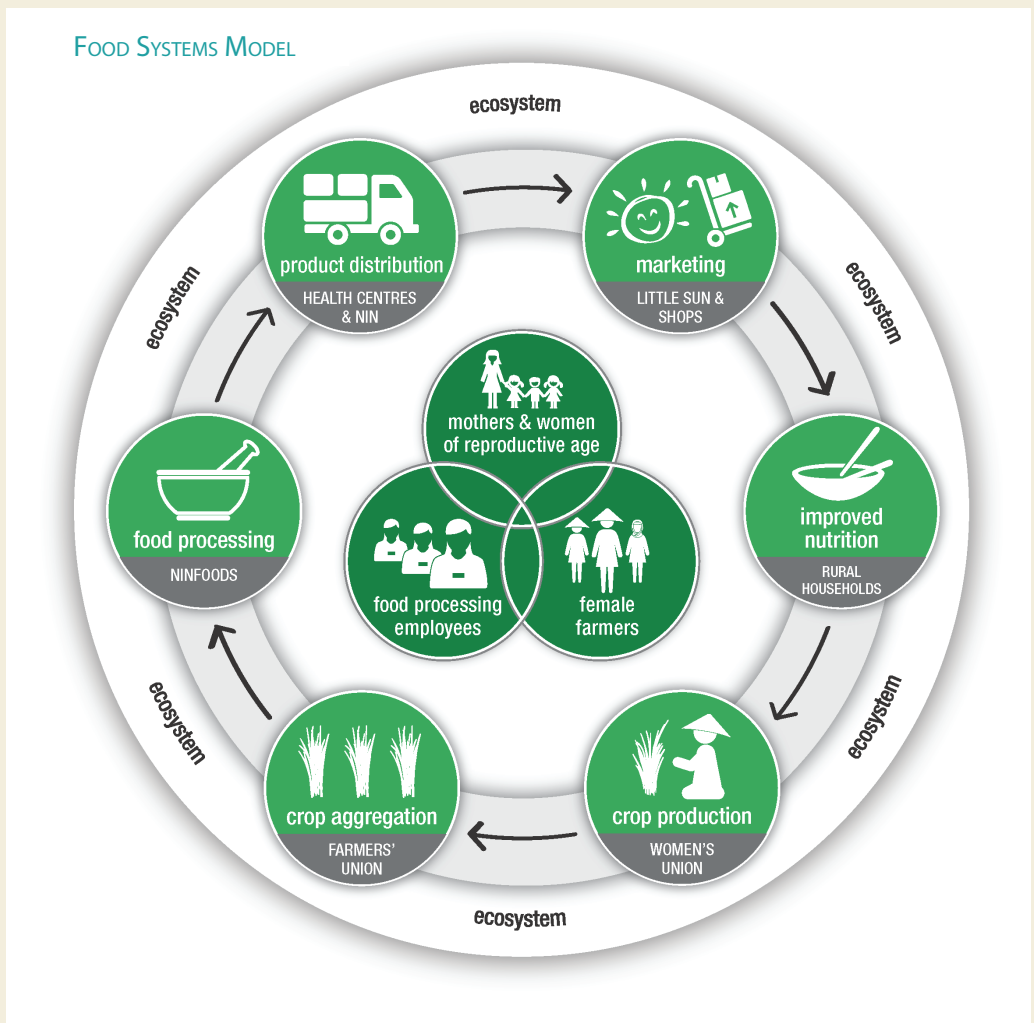 FOOD SYSTEMS MODEL
ecosystem
ecosystem
ecosystem
product distribution
HEALTH CENTRES
& NIN
marketing
LITTLE SUN &
SHOPS
mothers & women
of reproductive age
food processing
NINFOODS
improved
nutrition
RURAL
HOUSEHOLDS
food processing
employees
female
farmers
ecosystem
ecosystem
crop aggregation
FARMERS'
UNION
crop production
WOMEN'S
UNION
ecosystem